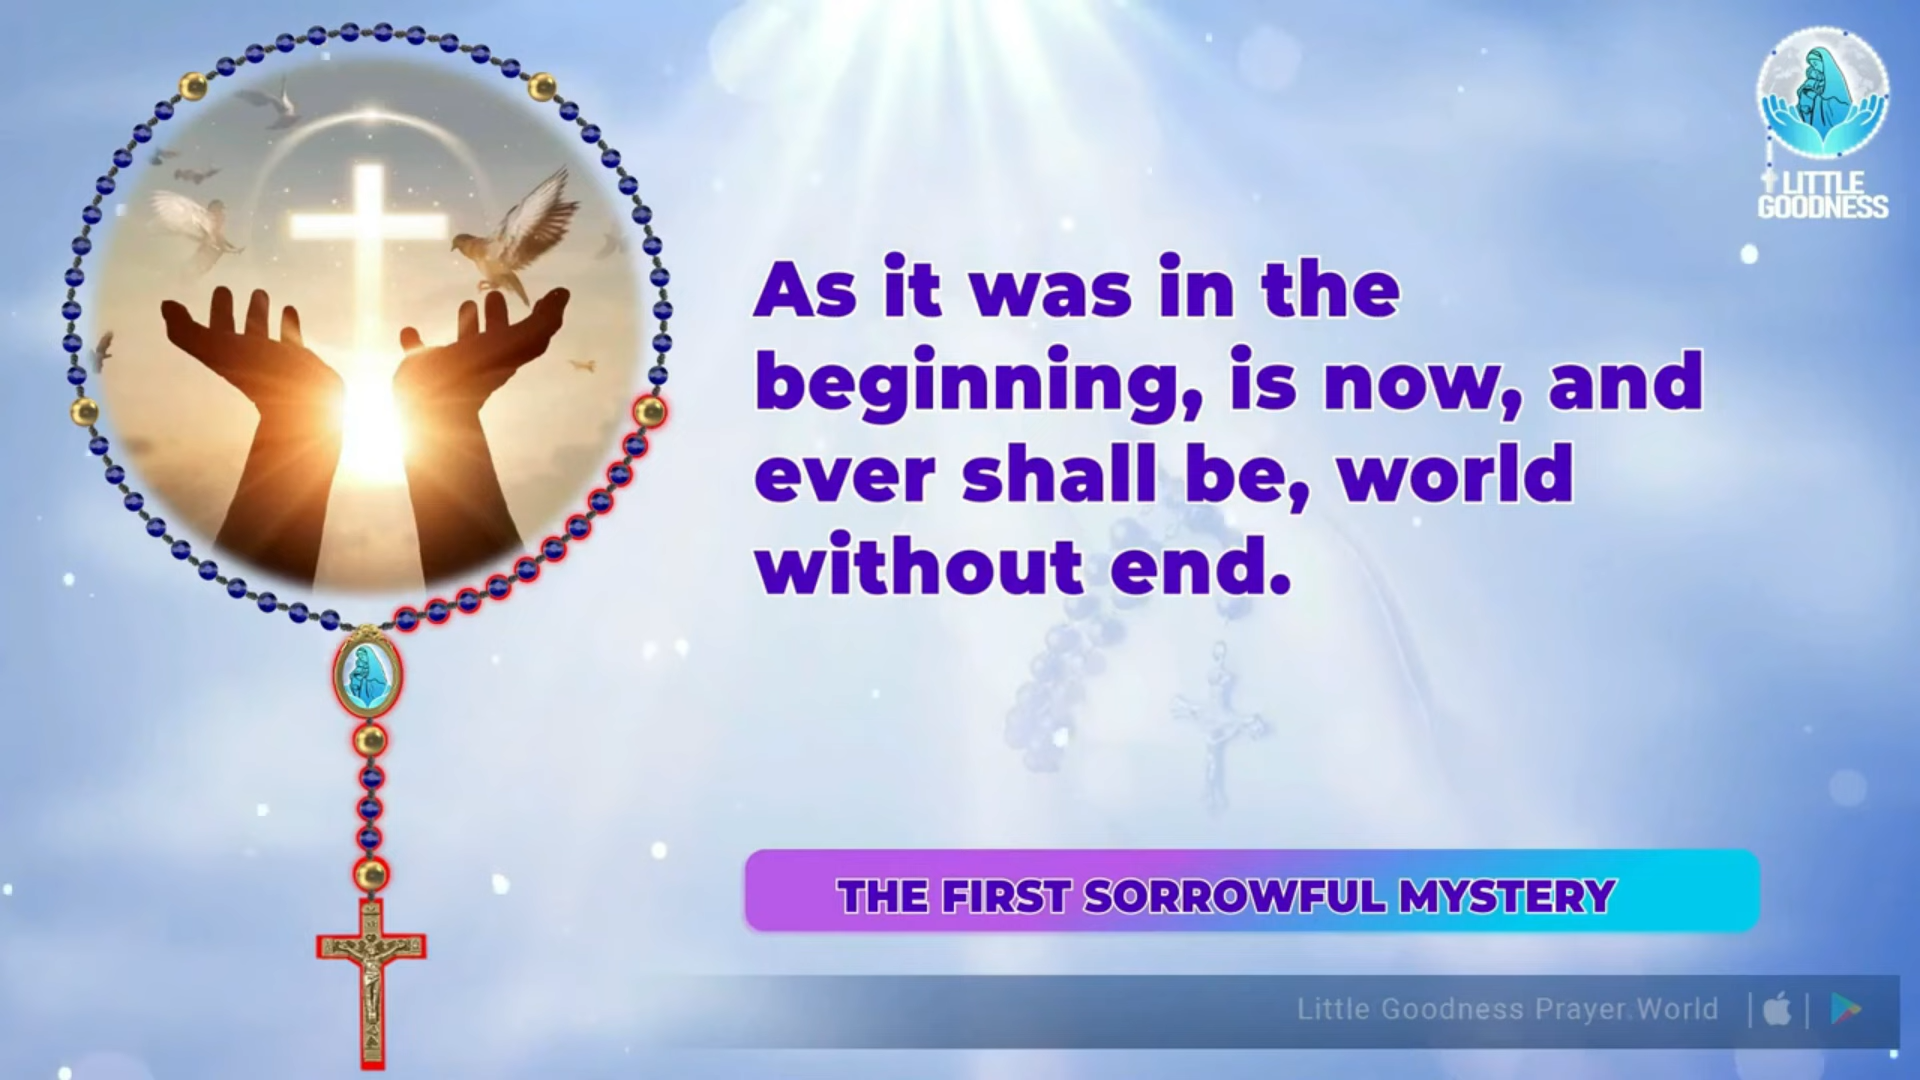 LITTLE
GOODNESS
As it was in the
beginning, is now, and
ever shall be, world
without end.
THE FIRST SORROWFUL MYSTERY
Little Goodness Prayer World